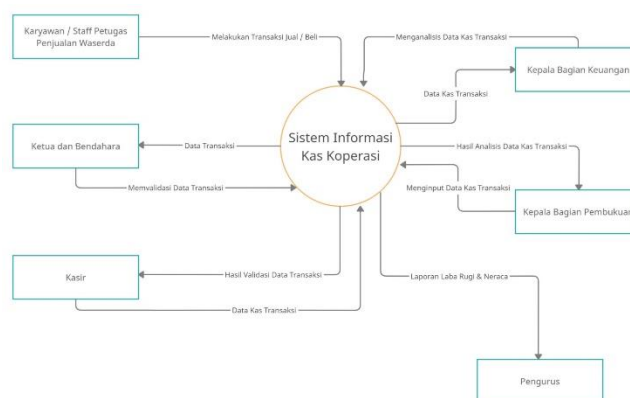 Karyawan / Staff Petugas
Penjualan Waserda
Melakukan Transaksi Jual / Beli
Menganalisis Data Kas Transaksi
Kepala Bagian Keuangan
Data Kas Transaksi
Sistem Informasi
Kas Koperasi
Ketua dan Bendahara
Data Transaksi
Hasil Analisis Data Kas Transaksi
Memvalidasi Data Transaksi
Menginput Data Kas Transaksi
Kepala Bagian Pembukuan
Kasir
Hasil Validasi Data Transaksi
Laporan Laba Rugi & Neraca
Data Kas Transaksi
Pengurus